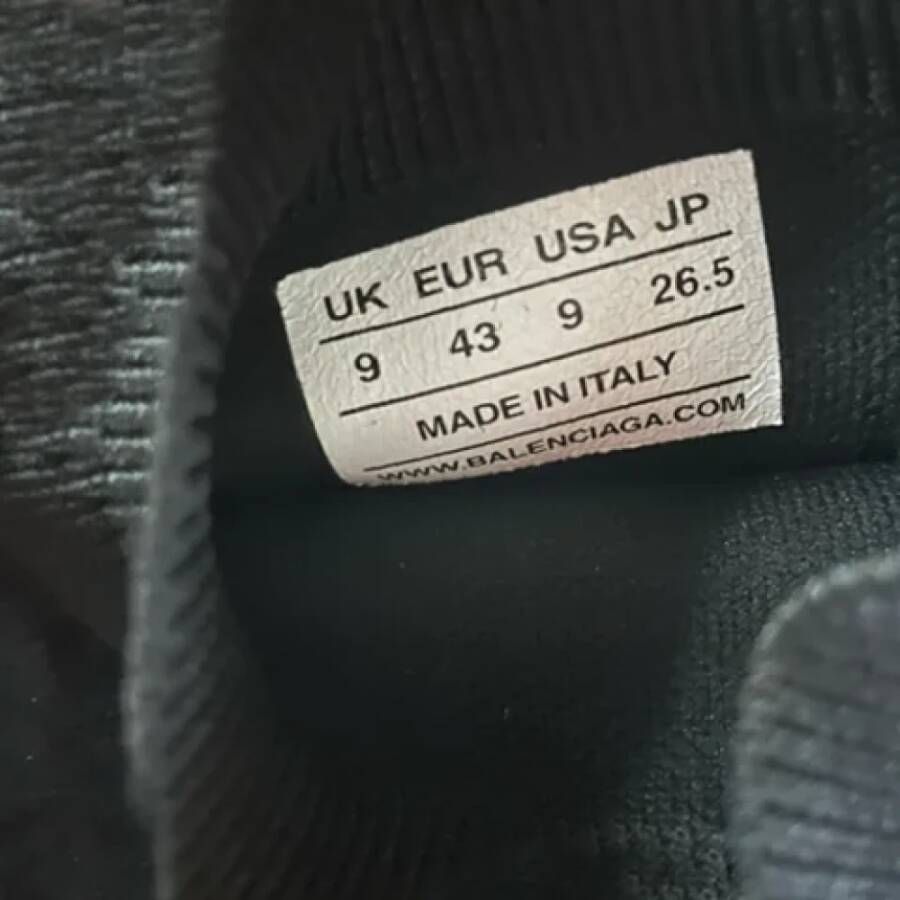 UK EUR USA JP
9 43 9 26.5
MADE IN ITALY
WWW.BALENCIAGA.COM